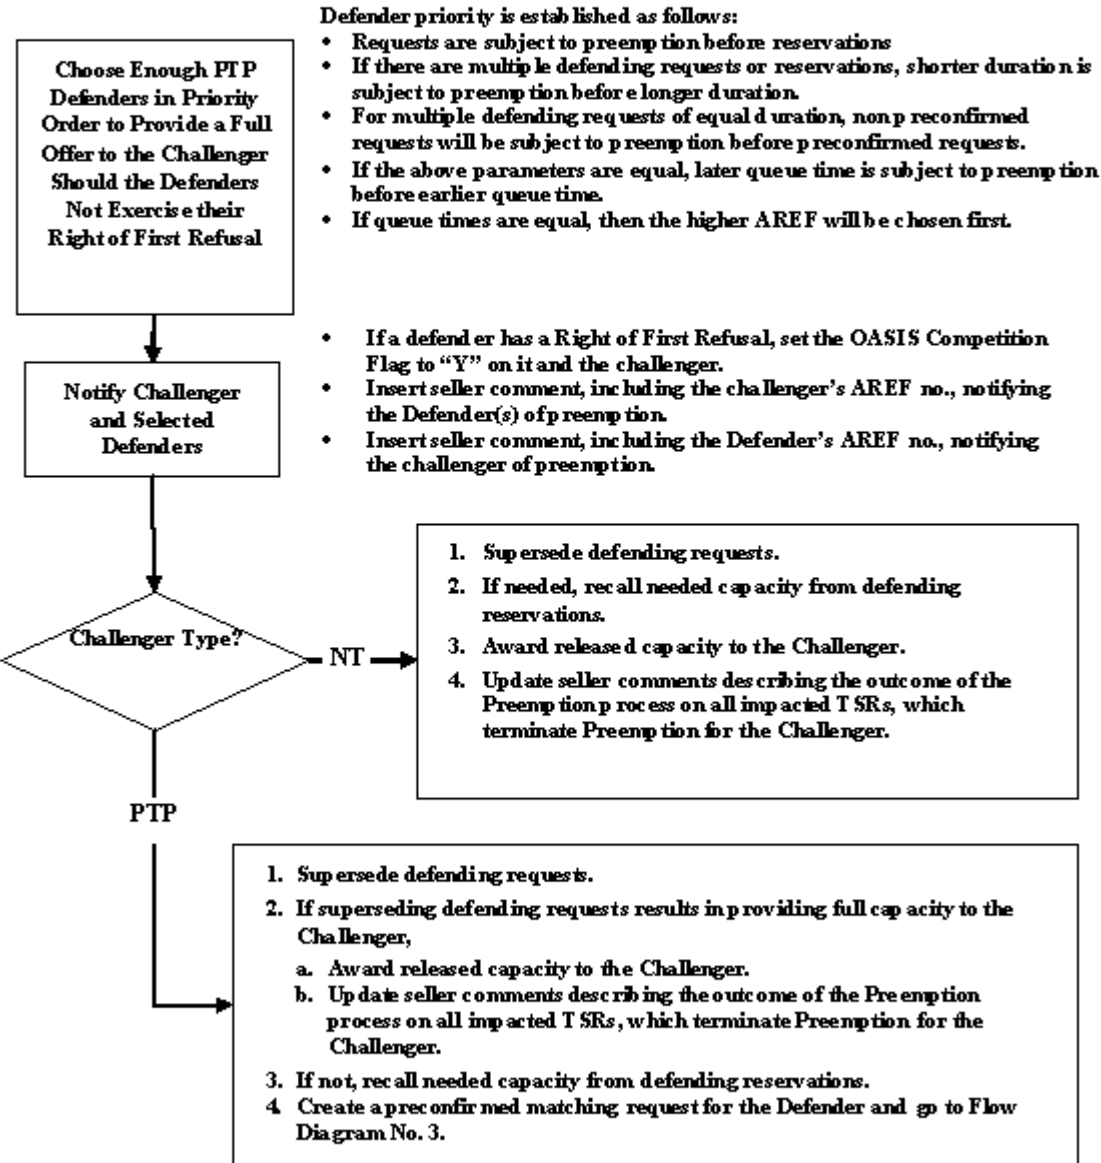 Defender priority is established as follows:
• Requests are subject to preemption before reservations
• If there are multiple defending requests or reservations, shorter duration is
subject to preemption before longer duration.
• For multiple defending requests of equal duration, nonpreconfirmed
requests will be subject to preemption before preconfirmed requests.
• If the above parameters are equal, later queue time is subject to preemption
before earlier queue time.
• If queue times are equal, then the higher AREF will be chosen first.
Choose Enough PTP
Defenders in Priority
Order to Provide a Full
Offer to the Challenger
Should the Defenders
Not Exercise their
Right of First Refusal
• If a defender has a Right of First Refusal, set the OASIS Competition
Flag to “Y” on it and the challenger.
• Insert seller comment, including the challenger’s AREF no., notifying
the Defender(s) of preemption.
• Insert seller comment, including the Defender’s AREF no., notifying
the challenger of preemption.
Notify Challenger
and Selected
Defenders
Challenger Type?
NT
1. Supersede defending requests.
2. If needed, recall needed capacity from defending
reservations.
3. Award released capacity to the Challenger.
4. Update seller comments describing the outcome of the
Preemption process on all impacted TSRs, which
terminate Preemption for the Challenger.
PTP
1. Supersede defending requests.
2. If superseding defending requests results in providing full capacity to the
Challenger,
a. Award released capacity to the Challenger.
b. Update seller comments describing the outcome of the Preemption
process on all impacted TSRs, which terminate Preemption for the
Challenger.
3. If not, recall needed capacity from defending reservations.
4. Create a preconfirmed matching request for the Defender and go to Flow
Diagram No. 3.